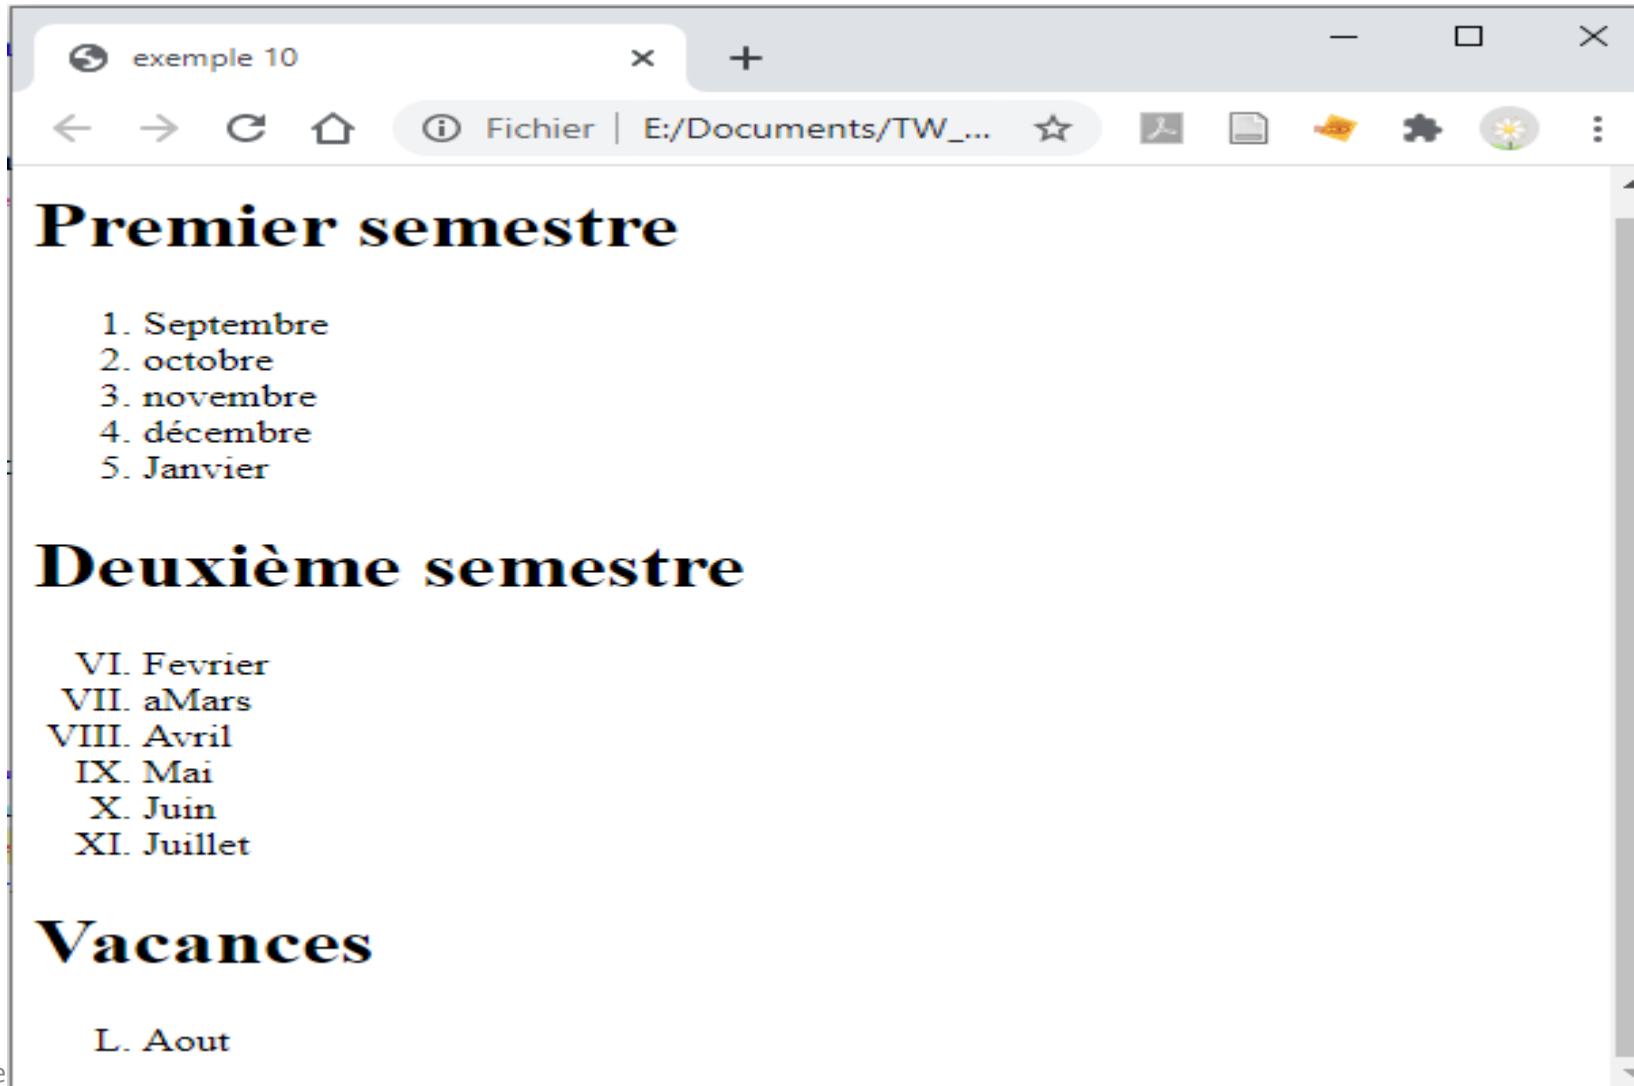 exemple 10
Fichier | E:/Documents/TW_...
Premier semestre
1. Septembre
2. octobre
3. novembre
4. décembre
5. Janvier
Deuxième semestre
VI. Fevrier
VII. aMars
VIII. Avril
IX. Mai
X. Juin
XI. Juillet
Vacances
L. Aout